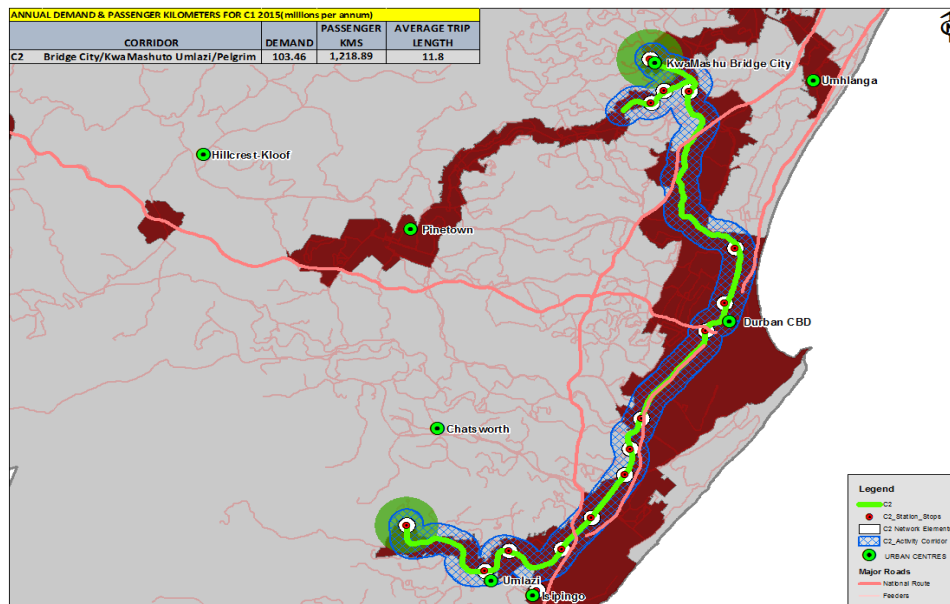 ANNUAL DEMAND & PASSENGER KILOMETERS FOR C1 2015(millions per annum)
CORRIDOR DEMAND PASSENGER KMS AVERAGE TRIP LENGTH
C2 Bridge City/KwaMashuto Umlazi/Pelgrim 103.46 1,218.89 11.8
KwaMashu Bridge City
Umhlanga
Hillcrest-Kloof
Pinetown
Durban CBD
Chatsworth
Umlazi
Isipingo
Legend
C2
C2_Station_Stops
C2 Network Elements
C2_Activity Corridor
URBAN CENTRES
Major Roads
National Route
Feeders